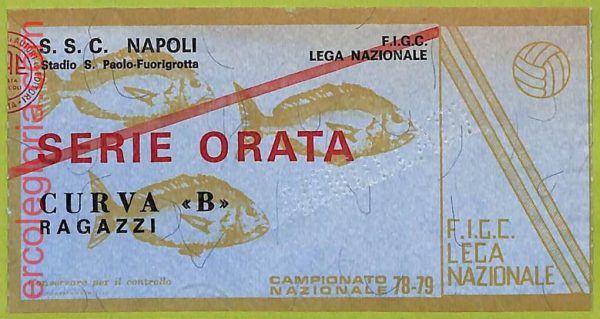 S. S. C. NAPOLI
Stadio S. Paolo-Fuorigrotta
F.I.G.C.
LEGA NAZIONALE
SERIE ORATA
CURVA «B»
RAGAZZI
Conservare per il controllo
CAMPIONATO
NAZIONALE 78-79
F.I.G.C.
LEGA
NAZIONALE